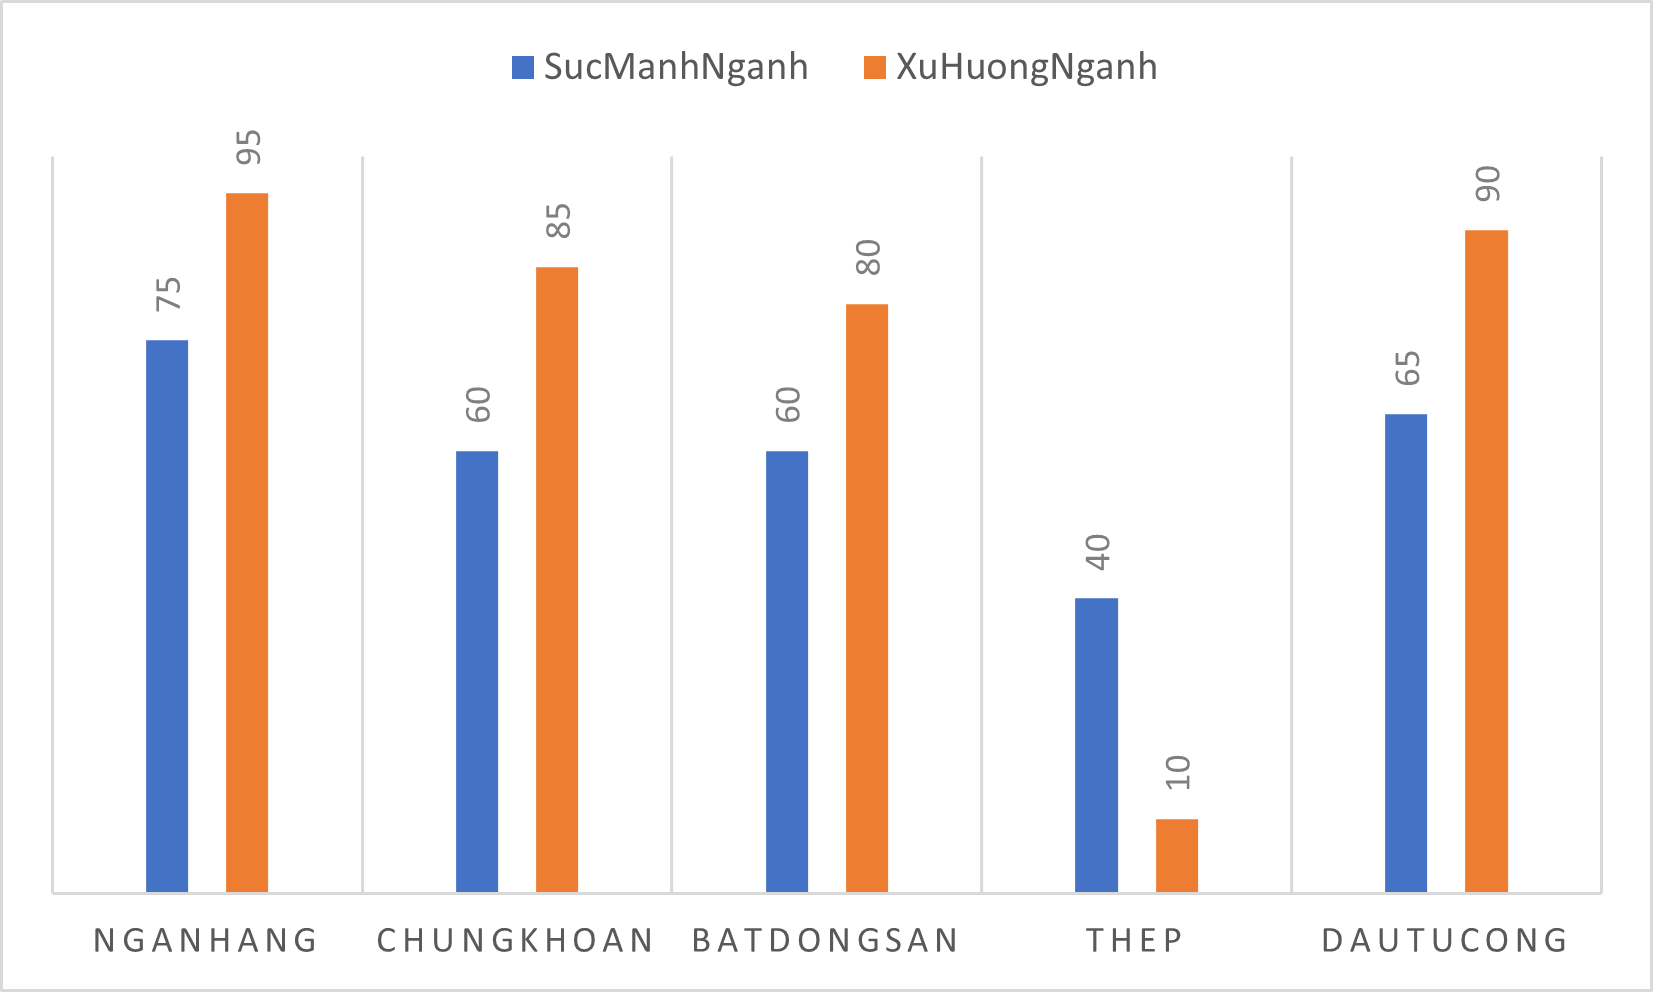 SucManhNganh XuHuongNganh
75 95 60 85 60 80 40 10 65 90
NGANHANG CHUNGKHOAN BATDONGSAN THEP DAUTUCONG